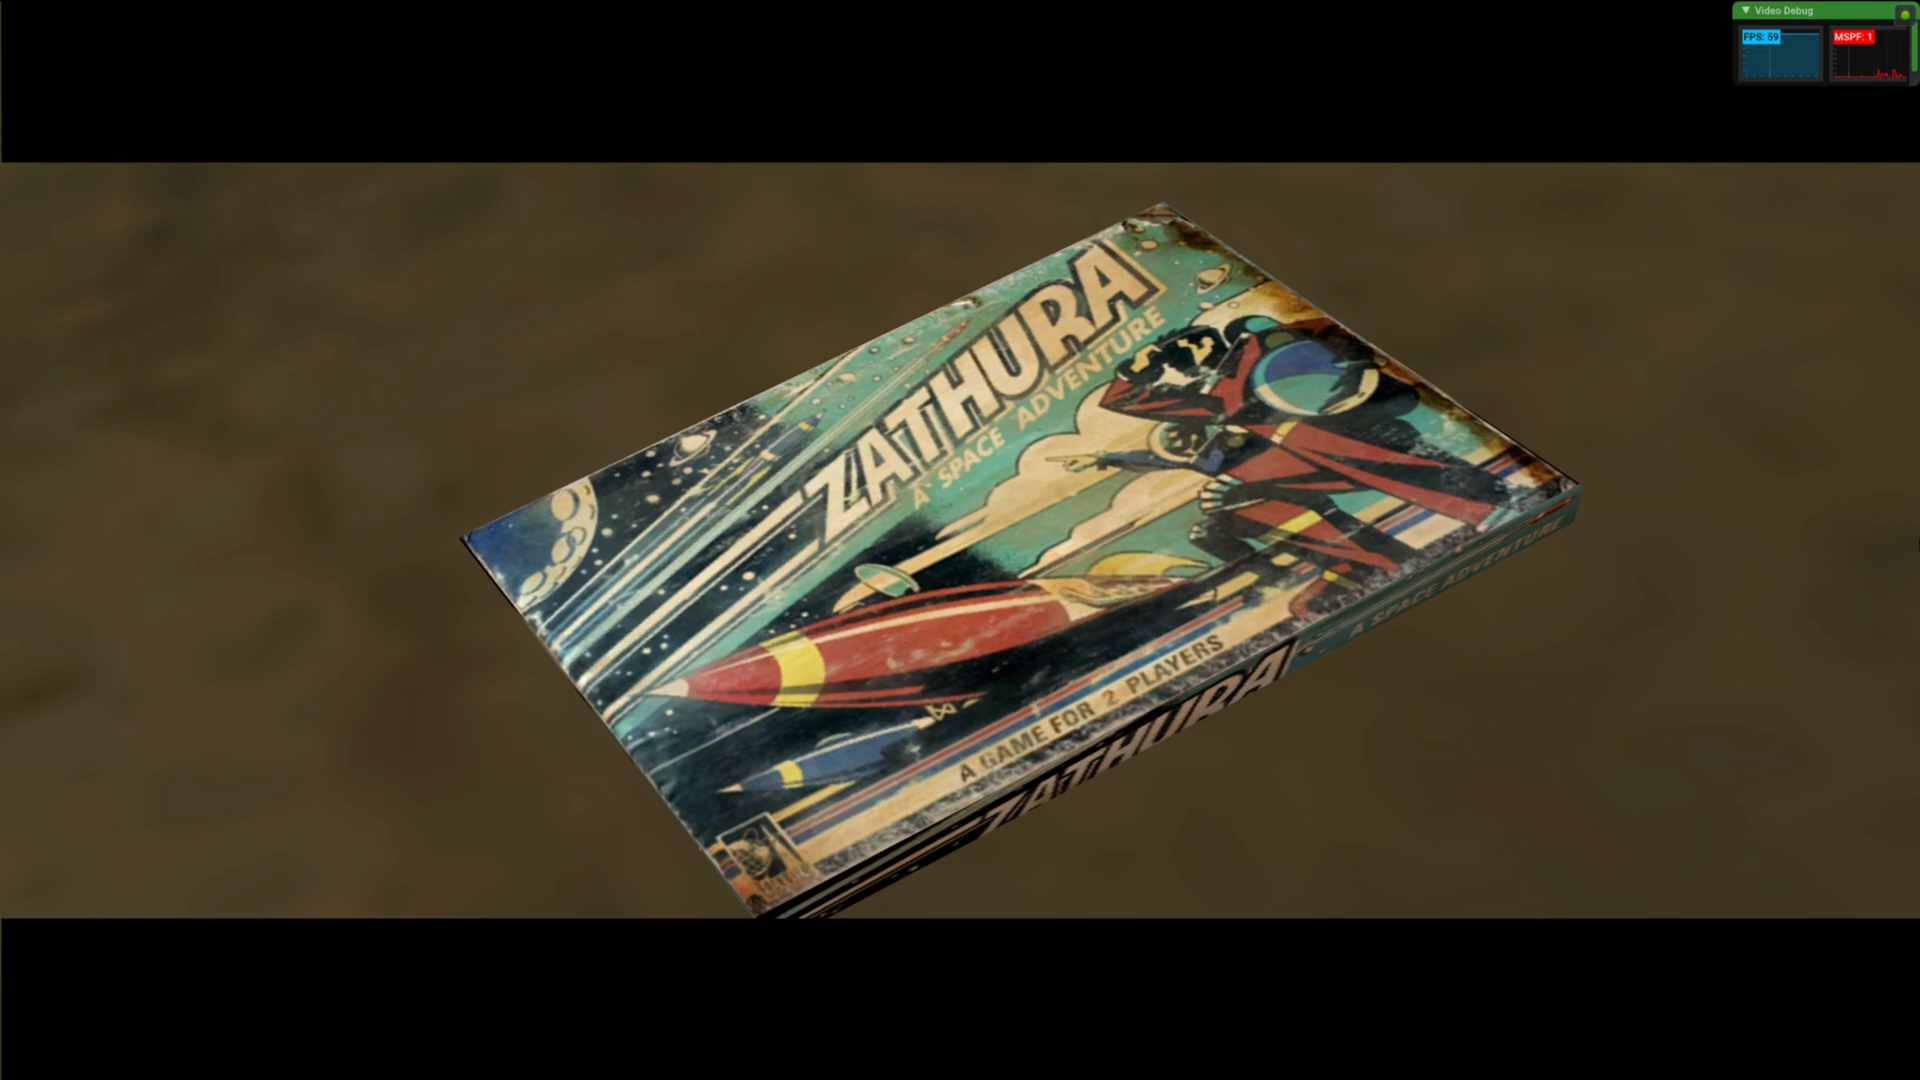 Video Debug
FPS: 59
MSPF: 1
ZATHURA
A SPACE ADVENTURE
A GAME FOR 2 PLAYERS
ZATHURA
A SPACE ADVENTURE